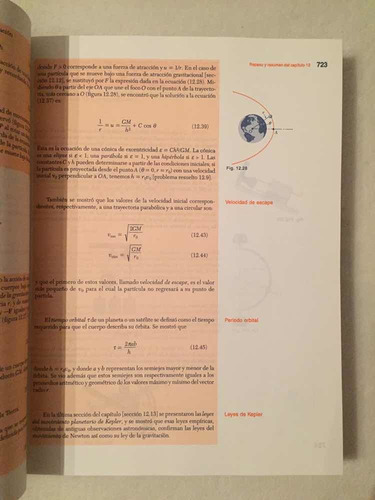 Repaso y resumen del capítulo 12 723
donde F > 0 corresponde a una fuerza de atracción y u = 1/r. En el caso de
una partícula que se mueve bajo una fuerza de atracción gravitacional [sec-
ción 12.12], se sustituyó por F la expresión dada en la ecuación (12.28). Mi-
diendo θ a partir del eje OA que une el foco O con el punto A de la trayecto-
ria más cercano a O (figura 12.28), se encontró que la solución a la ecuación
(12.37) es
1/r = u = GM/h² + C cos θ (12.39)
Ésta es la ecuación de una cónica de excentricidad ε = Ch²/GM. La cónica
es una elipse si ε < 1, una parábola si ε = 1, y una hipérbola si ε > 1. Las
constantes C y h pueden determinarse a partir de las condiciones iniciales; si
la partícula es proyectada desde el punto A (θ = 0, r = r₀) con una velocidad
inicial v₀ perpendicular a OA, tenemos h = r₀v₀ [problema resuelto 12.9].
Fig. 12.28
También se mostró que los valores de la velocidad inicial correspon-
dientes, respectivamente, a una trayectoria parabólica y a una circular son
Velocidad de escape
= √(2GM/r₀) (12.43)
= √(GM/r₀) (12.44)
y que el primero de estos valores, llamado velocidad de escape, es el valor
más pequeño de v₀ para el cual la partícula no regresará a su punto de
partida.
El tiempo orbital τ de un planeta o un satélite se definió como el tiempo
requerido para que el cuerpo describa su órbita. Se mostró que
Periodo orbital
τ = 2πab/h (12.45)
donde h = r₀v₀ y donde a y b representan los semiejes mayor y menor de la
órbita. Se vio además que estos semiejes son respectivamente iguales a los
promedios aritmético y geométrico de los valores máximo y mínimo del vector
radio r.
En la última sección del capítulo [sección 12.13] se presentaron las leyes
del movimiento planetario de Kepler, y se mostró que esas leyes empíricas,
obtenidas de antiguas observaciones astronómicas, confirman las leyes del
movimiento de Newton así como su ley de la gravitación.
Leyes de Kepler